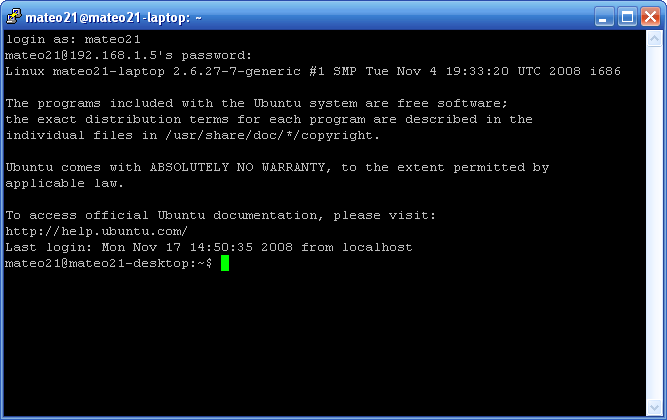 mateo21@mateo21-laptop: ~
login as: mateo21
mateo21@192.168.1.5's password:
Linux mateo21-laptop 2.6.27-7-generic #1 SMP Tue Nov 4 19:33:20 UTC 2008 i686
The programs included with the Ubuntu system are free software;
the exact distribution terms for each program are described in the
individual files in /usr/share/doc/*/copyright.
Ubuntu comes with ABSOLUTELY NO WARRANTY, to the extent permitted by
applicable law.
To access official Ubuntu documentation, please visit:
http://help.ubuntu.com/
Last login: Mon Nov 17 14:50:35 2008 from localhost
mateo21@mateo21-desktop:~$